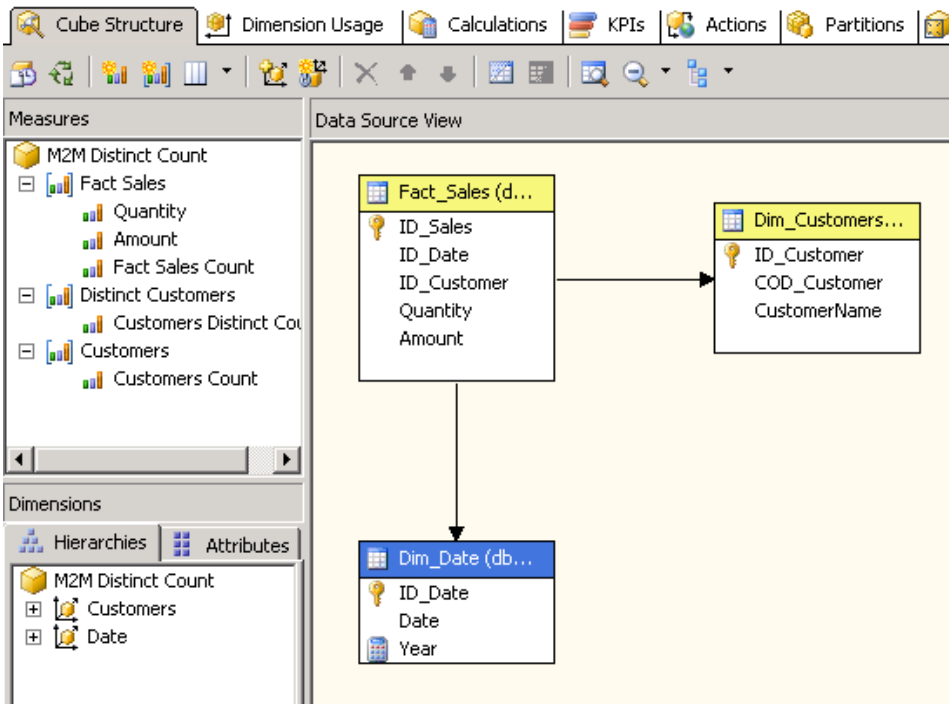 Cube Structure
Dimension Usage
Calculations
KPIs
Actions
Partitions
Measures
M2M Distinct Count
Fact Sales
Quantity
Amount
Fact Sales Count
Distinct Customers
Customers Distinct Cou
Customers
Customers Count
Dimensions
Hierarchies
Attributes
M2M Distinct Count
Customers
Date
Data Source View
Fact_Sales (d...
ID_Sales
ID_Date
ID_Customer
Quantity
Amount
Dim_Customers...
ID_Customer
COD_Customer
CustomerName
Dim_Date (db...
ID_Date
Date
Year